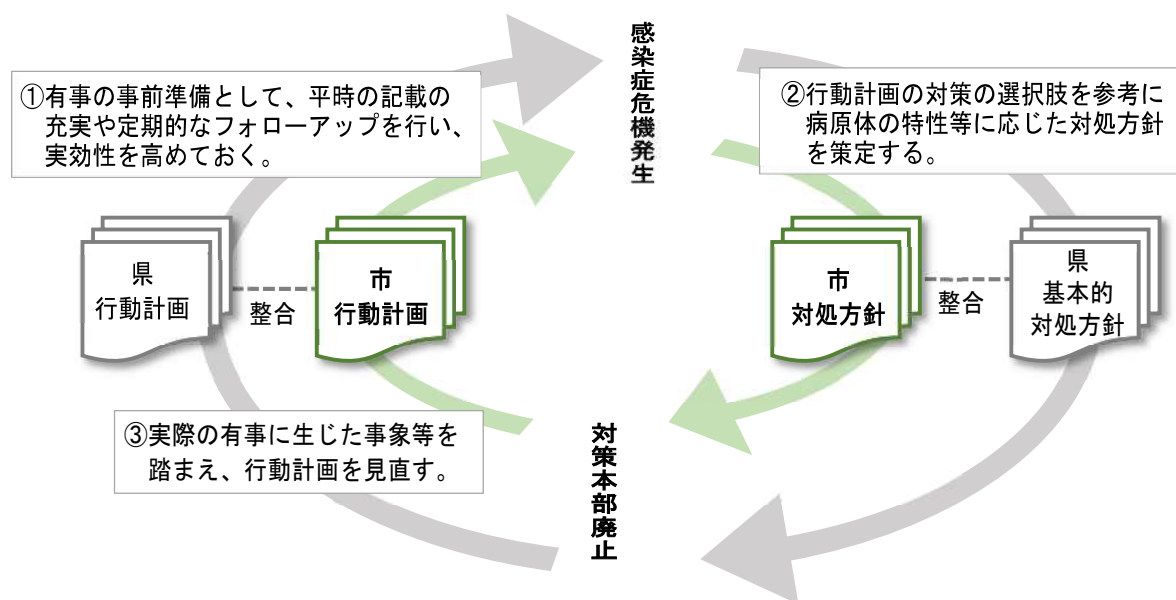 感染症危機発生
①有事の事前準備として、平時の記載の
充実や定期的なフォローアップを行い、
実効性を高めておく。
②行動計画の対策の選択肢を参考に
病原体の特性等に応じた対処方針
を策定する。
県
行動計画
整合
市
行動計画
市
対処方針
整合
県
基本的
対処方針
③実際の有事に生じた事象等を
踏まえ、行動計画を見直す。
対策本部廃止